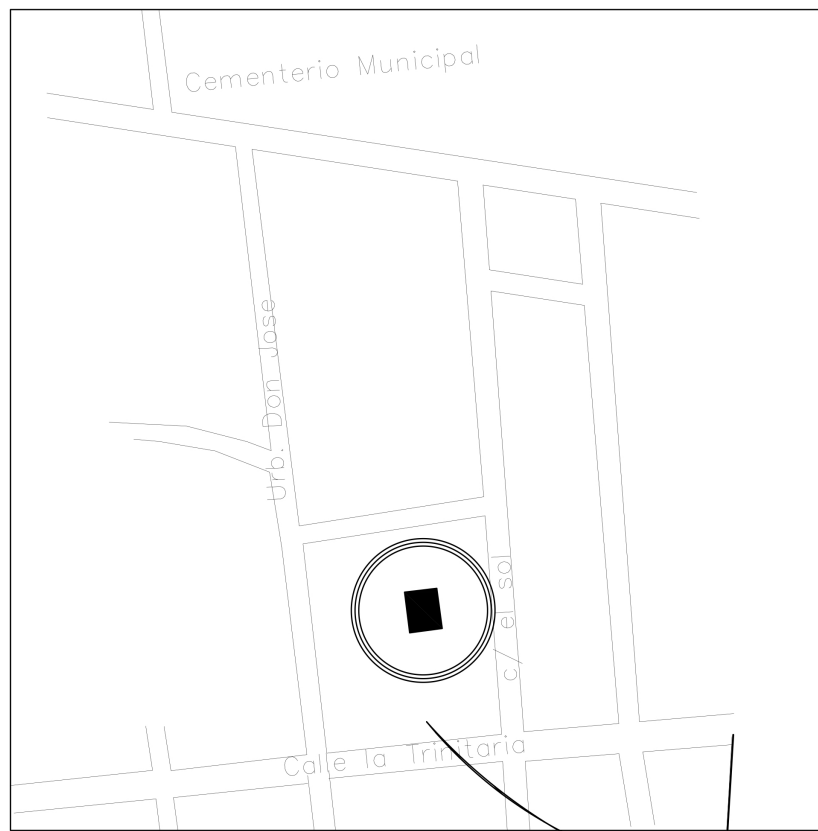 Cementerio Municipal
Urb. Don Jose
c/ el sol
Calle la Trinitaria